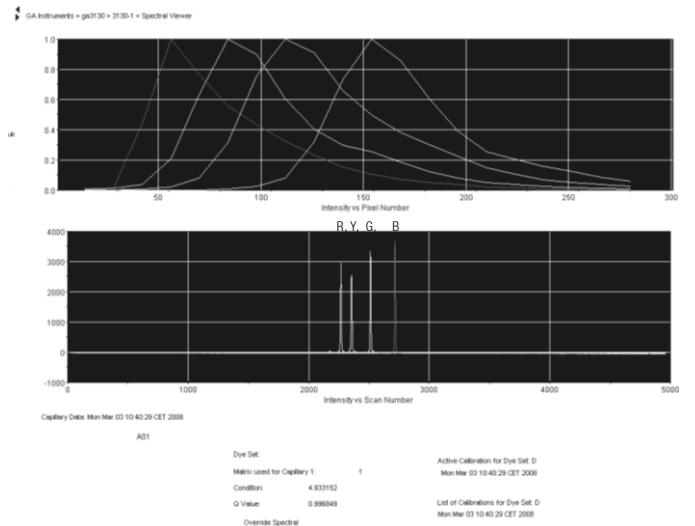 GA Instruments > ga3130 > 3130-1 > Spectral Viewer
1.0
0.8
0.6
0.4
0.2
0.0
50 100 150 200 250 300
Intensity vs Pixel Number
R, Y, G, B
4000
3000
2000
1000
0
-1000
0 1000 2000 3000 4000 5000
Intensity vs Scan Number
Capillary Data: Mon Mar 03 10:40:29 CET 2008
A01
Dye Set:
Matrix used for Capillary 1: 1
Condition: 4.933152
Q Value: 0.996849
Override Spectral
Active Calibration for Dye Set: D
Mon Mar 03 10:40:29 CET 2008
List of Calibrations for Dye Set: D
Mon Mar 03 10:40:29 CET 2008